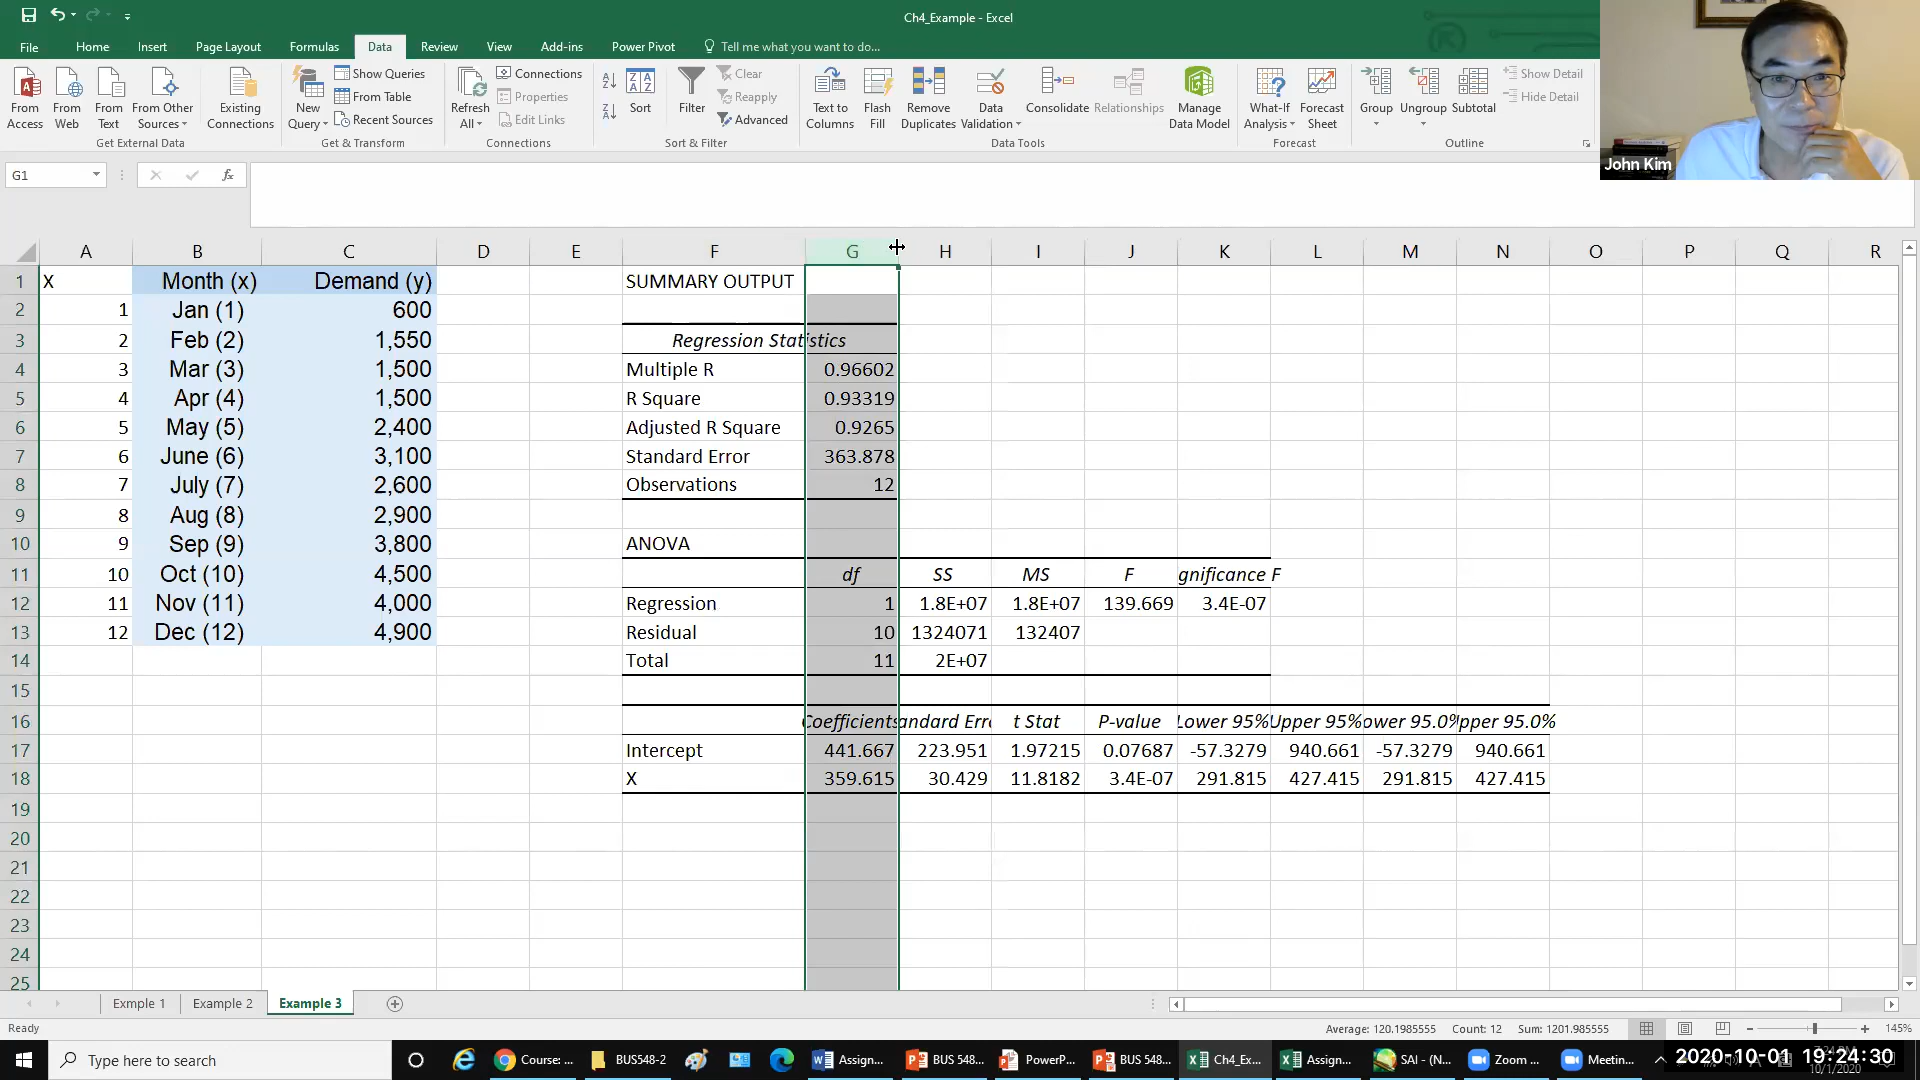 Ch4_Example - Excel
File Home Insert Page Layout Formulas Data Review View Add-ins Power Pivot Tell me what you want to do...
From Access
From Web
From Text
From Other Sources
Existing Connections
New Query
Show Queries
From Table
Recent Sources
Refresh All
Connections
Properties
Edit Links
Sort
Filter
Clear
Reapply
Advanced
Text to Columns
Flash Fill
Remove Duplicates
Data Validation
Consolidate
Relationships
Manage Data Model
What-If Analysis
Forecast Sheet
Group
Ungroup
Subtotal
Show Detail
Hide Detail
Get External Data Get & Transform Connections Sort & Filter Data Tools Forecast Outline
John Kim
G1 fx
A B C D E F G H I J K L M N O P Q R
1 X Month (x) Demand (y) SUMMARY OUTPUT
2 1 Jan (1) 600
3 2 Feb (2) 1,550 Regression Statistics
4 3 Mar (3) 1,500 Multiple R 0.96602
5 4 Apr (4) 1,500 R Square 0.93319
6 5 May (5) 2,400 Adjusted R Square 0.9265
7 6 June (6) 3,100 Standard Error 363.878
8 7 July (7) 2,600 Observations 12
9 8 Aug (8) 2,900
10 9 Sep (9) 3,800 ANOVA
11 10 Oct (10) 4,500 df SS MS F gnificance F
12 11 Nov (11) 4,000 Regression 1 1.8E+07 1.8E+07 139.669 3.4E-07
13 12 Dec (12) 4,900 Residual 10 1324071 132407
14 Total 11 2E+07
15
16 Coefficients andard Erro t Stat P-value Lower 95% Upper 95% ower 95.0% pper 95.0%
17 Intercept 441.667 223.951 1.97215 0.07687 -57.3279 940.661 -57.3279 940.661
18 X 359.615 30.429 11.8182 3.4E-07 291.815 427.415 291.815 427.415
19
20
21
22
23
24
25
Exmple 1 Example 2 Example 3
Ready Average: 120.1985555 Count: 12 Sum: 1201.985555 145%
Type here to search Course: ... BUS548-2 Assign... BUS 548... PowerP... BUS 548... Ch4_Ex... Assign... SAI - (N... Zoom ... Meetin...
2020-10-01 19:24:30
10/1/2020